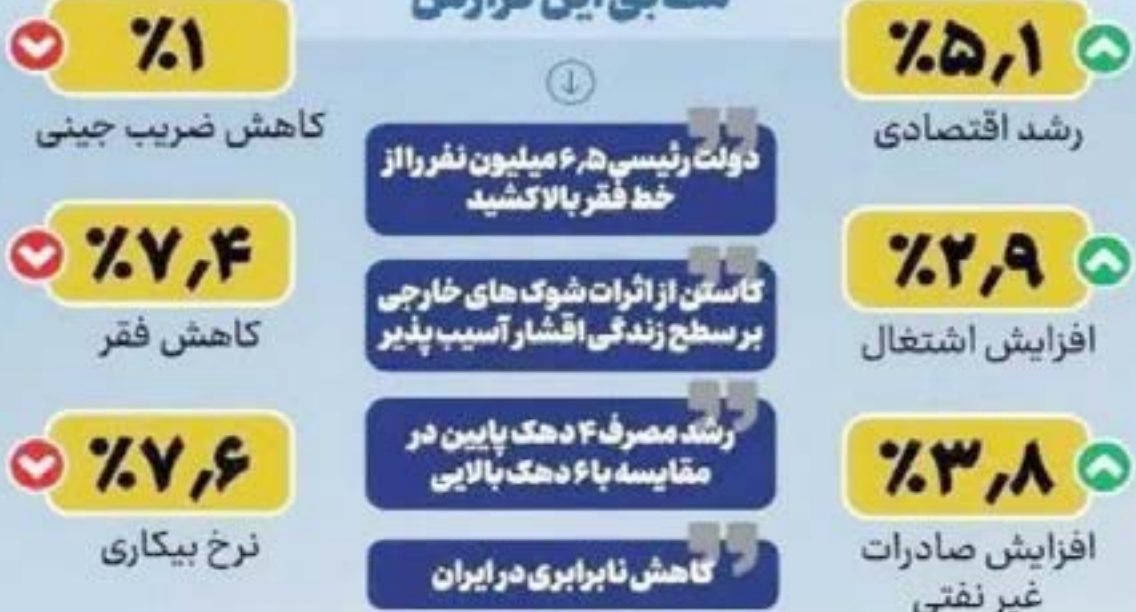 این گزارش
٪۵٫۱
رشد اقتصادی
٪۲٫۹
افزایش اشتغال
٪۳٫۸
افزایش صادرات
غیر نفتی
دولت رئیسی ۶٫۵ میلیون نفر را از
خط فقر بالا کشید
کاستن از اثرات شوک های خارجی
بر سطح زندگی اقشار آسیب پذیر
رشد مصرف ۴ دهک پایین در
مقایسه با ۶ دهک بالایی
کاهش نابرابری در ایران
٪۱
کاهش ضریب جینی
٪۷٫۴
کاهش فقر
٪۷٫۶
نرخ بیکاری